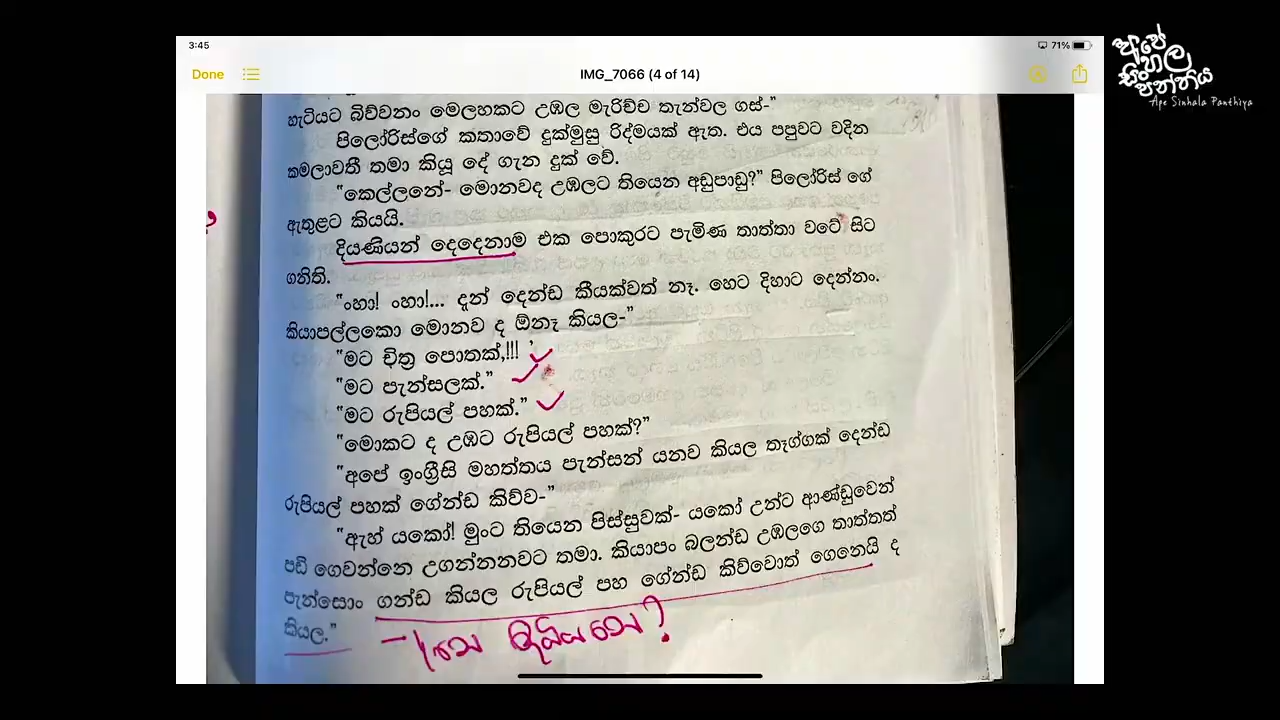 3:45
71%
Done
IMG_7066 (4 of 14)
අපේ
සිංහල
පන්තිය
Ape Sinhala Panthiya
හැටියට බිව්වනං මෙලහකට උඹල මැරිච්ච තැන්වල ගස්-”
පිලෝරිස්ගේ කතාවේ දුක්මුසු රිද්මයක් ඇත. එය පපුවට වදින
කමලාවතී තමා කියූ දේ ගැන දුක් වේ.
“කෙල්ලනේ- මොනවද උඹලට තියෙන අඩුපාඩු?” පිලෝරිස් ගේ
ඇතුළට කියයි.
දියණියන් දෙදෙනාම එක පොකුරට පැමිණ තාත්තා වටේ සිට
ගනිති.
“ංහා! ංහා!... දැන් දෙන්ඩ කීයක්වත් නෑ. හෙට දිහාට දෙන්නං.
කියාපල්ලකො මොනව ද ඕනෑ කියල-”
“මට චිත්‍ර පොතක්,!!!
“මට පැන්සලක්.”
“මට රුපියල් පහක්.”
“මොකට ද උඹට රුපියල් පහක්?”
“අපේ ඉංග්‍රීසි මහත්තය පැන්සන් යනව කියල තෑග්ගක් දෙන්ඩ
රුපියල් පහක් ගේන්ඩ කිව්ව-”
“ඇහ් යකෝ! මුංට තියෙන පිස්සුවක්- යකෝ උන්ට ආණ්ඩුවෙන්
පඩි ගෙවන්නෙ උගන්නනවට තමා. කියාපං බලන්ඩ උඹලගෙ තාත්තත්
පැන්සොං ගන්ඩ කියල රුපියල් පහ ගේන්ඩ කිව්වොත් ගෙනෙයි ද
කියල.”